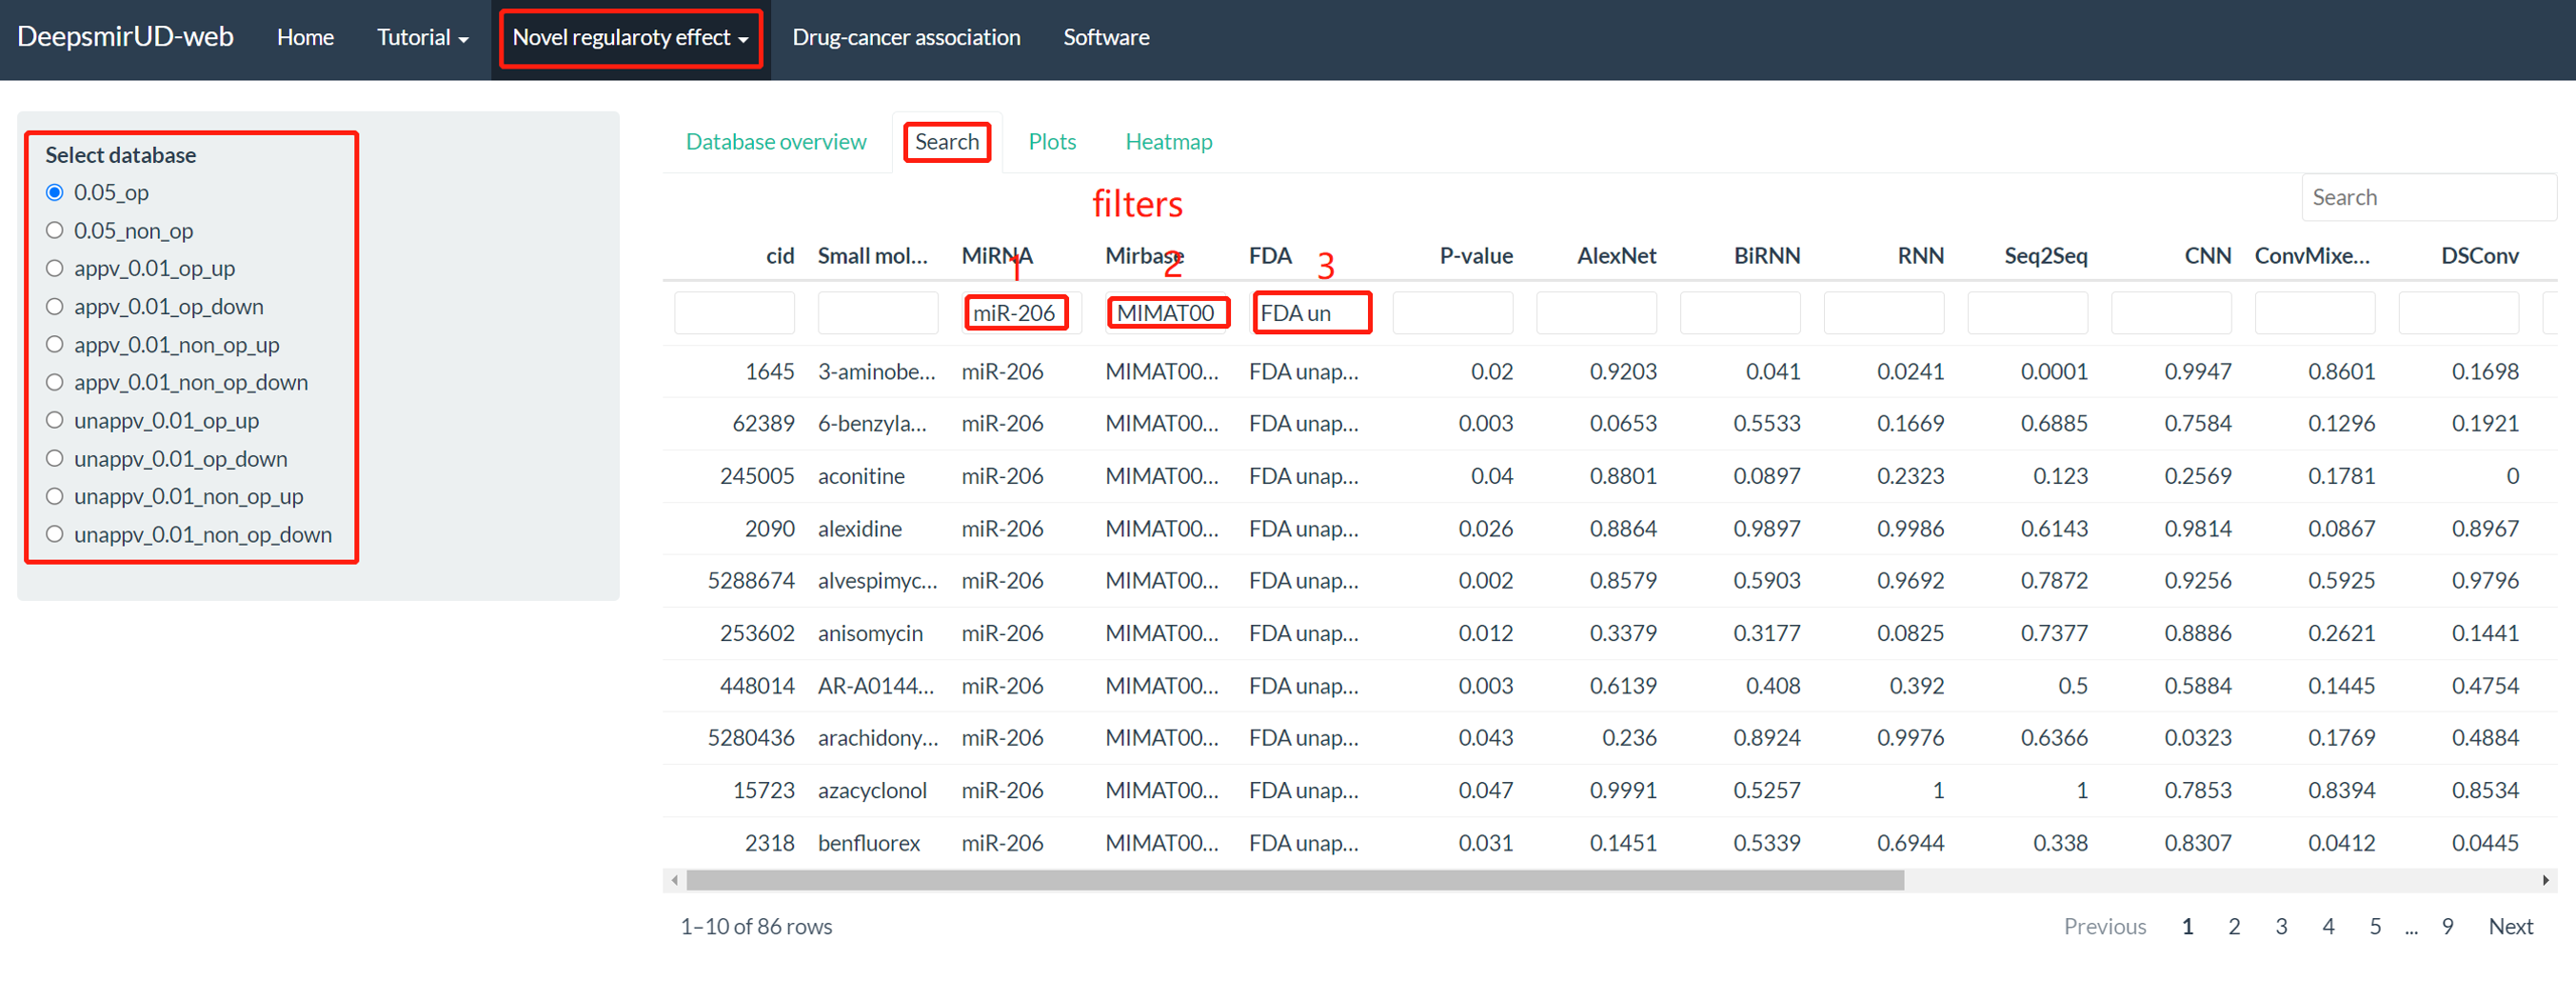 DeepsmirUD-web Home Tutorial Novel regularoty effect Drug-cancer association Software
Select database
0.05_op
0.05_non_op
appv_0.01_op_up
appv_0.01_op_down
appv_0.01_non_op_up
appv_0.01_non_op_down
unappv_0.01_op_up
unappv_0.01_op_down
unappv_0.01_non_op_up
unappv_0.01_non_op_down
Database overview Search Plots Heatmap
filters
Search
cid Small mol... MiRNA Mirbase FDA P-value AlexNet BiRNN RNN Seq2Seq CNN ConvMixe... DSConv
1 2 3
miR-206 MIMAT00 FDA un
1645 3-aminobe... miR-206 MIMAT00... FDA unap... 0.02 0.9203 0.041 0.0241 0.0001 0.9947 0.8601 0.1698
62389 6-benzyla... miR-206 MIMAT00... FDA unap... 0.003 0.0653 0.5533 0.1669 0.6885 0.7584 0.1296 0.1921
245005 aconitine miR-206 MIMAT00... FDA unap... 0.04 0.8801 0.0897 0.2323 0.123 0.2569 0.1781 0
2090 alexidine miR-206 MIMAT00... FDA unap... 0.026 0.8864 0.9897 0.9986 0.6143 0.9814 0.0867 0.8967
5288674 alvespimyc... miR-206 MIMAT00... FDA unap... 0.002 0.8579 0.5903 0.9692 0.7872 0.9256 0.5925 0.9796
253602 anisomycin miR-206 MIMAT00... FDA unap... 0.012 0.3379 0.3177 0.0825 0.7377 0.8886 0.2621 0.1441
448014 AR-A0144... miR-206 MIMAT00... FDA unap... 0.003 0.6139 0.408 0.392 0.5 0.5884 0.1445 0.4754
5280436 arachidony... miR-206 MIMAT00... FDA unap... 0.043 0.236 0.8924 0.9976 0.6366 0.0323 0.1769 0.4884
15723 azacyclonol miR-206 MIMAT00... FDA unap... 0.047 0.9991 0.5257 1 1 0.7853 0.8394 0.8534
2318 benfluorex miR-206 MIMAT00... FDA unap... 0.031 0.1451 0.5339 0.6944 0.338 0.8307 0.0412 0.0445
1–10 of 86 rows Previous 1 2 3 4 5 ... 9 Next